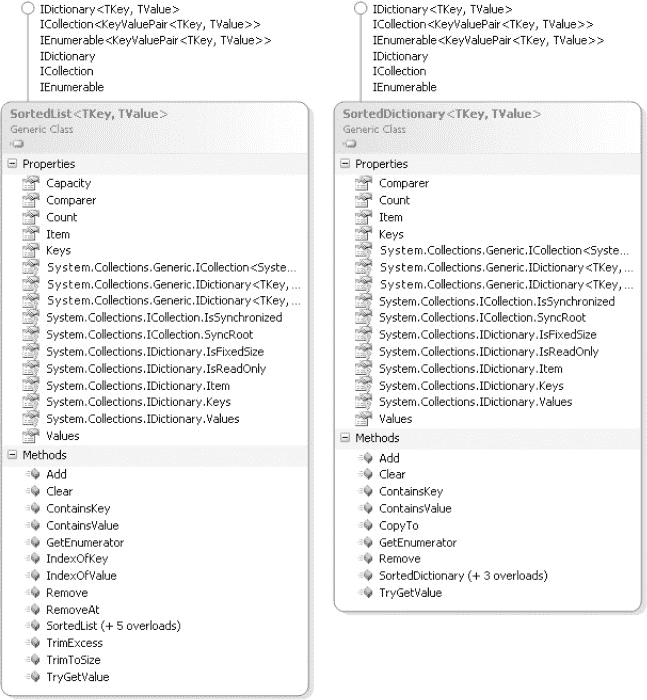 IDictionary<TKey, TValue>
ICollection<KeyValuePair<TKey, TValue>>
IEnumerable<KeyValuePair<TKey, TValue>>
IDictionary
ICollection
IEnumerable
SortedList<TKey, TValue>
Generic Class
Properties
Capacity
Comparer
Count
Item
Keys
System.Collections.Generic.ICollection<Syste...
System.Collections.Generic.IDictionary<TKey, ...
System.Collections.Generic.IDictionary<TKey, ...
System.Collections.ICollection.IsSynchronized
System.Collections.ICollection.SyncRoot
System.Collections.IDictionary.IsFixedSize
System.Collections.IDictionary.IsReadOnly
System.Collections.IDictionary.Item
System.Collections.IDictionary.Keys
System.Collections.IDictionary.Values
Values
Methods
Add
Clear
ContainsKey
ContainsValue
GetEnumerator
IndexOfKey
IndexOfValue
Remove
RemoveAt
SortedList (+ 5 overloads)
TrimExcess
TrimToSize
TryGetValue
IDictionary<TKey, TValue>
ICollection<KeyValuePair<TKey, TValue>>
IEnumerable<KeyValuePair<TKey, TValue>>
IDictionary
ICollection
IEnumerable
SortedDictionary<TKey, TValue>
Generic Class
Properties
Comparer
Count
Item
Keys
System.Collections.Generic.ICollection<Syste...
System.Collections.Generic.IDictionary<TKey, ...
System.Collections.Generic.IDictionary<TKey, ...
System.Collections.ICollection.IsSynchronized
System.Collections.ICollection.SyncRoot
System.Collections.IDictionary.IsFixedSize
System.Collections.IDictionary.IsReadOnly
System.Collections.IDictionary.Item
System.Collections.IDictionary.Keys
System.Collections.IDictionary.Values
Values
Methods
Add
Clear
ContainsKey
ContainsValue
CopyTo
GetEnumerator
Remove
SortedDictionary (+ 3 overloads)
TryGetValue